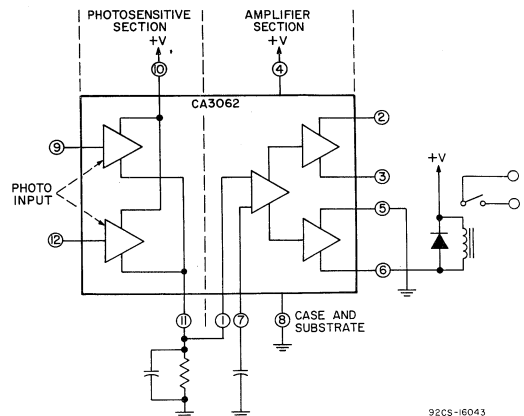 PHOTOSENSITIVE
SECTION
+V
AMPLIFIER
SECTION
+V
⑩
④
CA3062
②
⑨
③
PHOTO
INPUT
⑤
+V
⑫
⑥
⑪
①
⑦
⑧
CASE AND
SUBSTRATE
92CS-16043